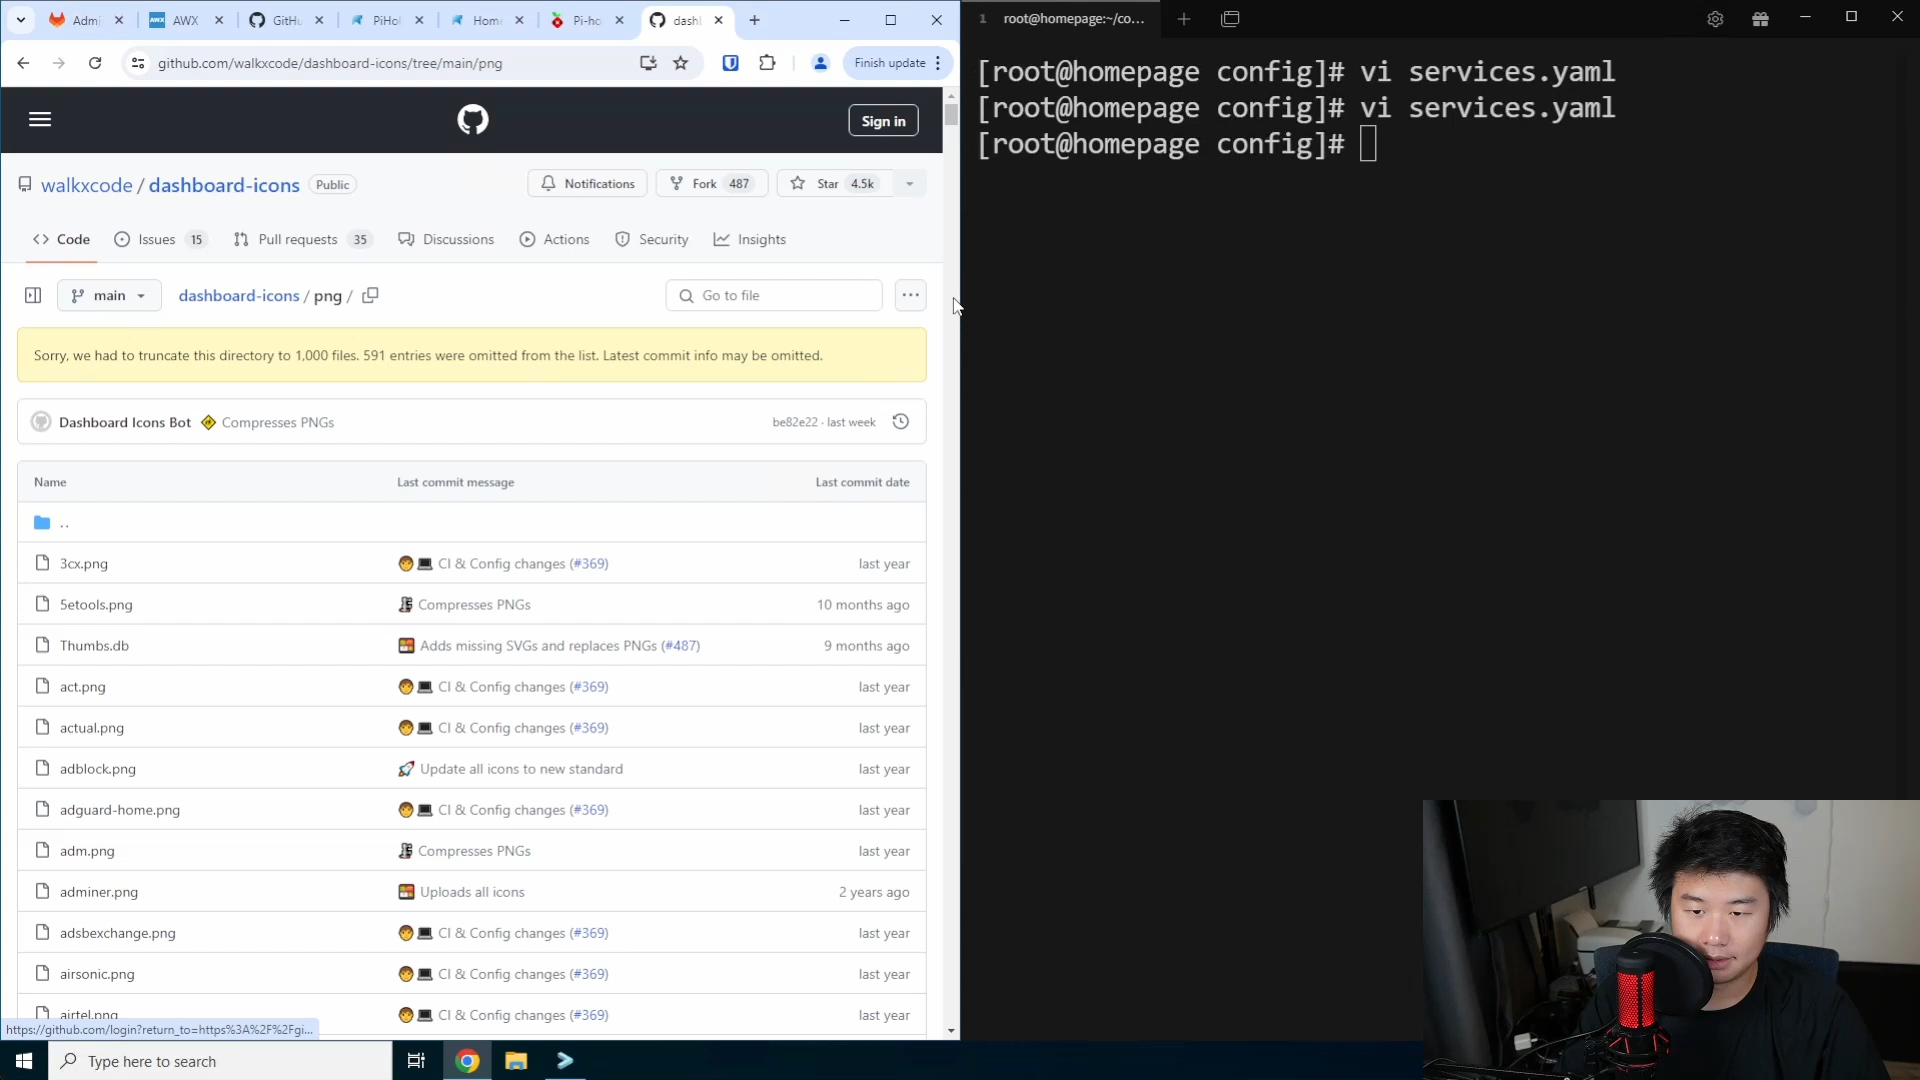 Admi
AWX
AWX
GitHu
PiHo
Home
Pi-ho
dashl
1 root@homepage:~/co...
github.com/walkxcode/dashboard-icons/tree/main/png
Finish update
[root@homepage config]# vi services.yaml
[root@homepage config]# vi services.yaml
[root@homepage config]#
Sign in
walkxcode / dashboard-icons Public
Notifications
Fork 487
Star 4.5k
Code
Issues 15
Pull requests 35
Discussions
Actions
Security
Insights
main
dashboard-icons / png /
Go to file
Sorry, we had to truncate this directory to 1,000 files. 591 entries were omitted from the list. Latest commit info may be omitted.
Dashboard Icons Bot Compresses PNGs be82e22 · last week
Name Last commit message Last commit date
..
3cx.png CI & Config changes (#369) last year
5etools.png Compresses PNGs 10 months ago
Thumbs.db Adds missing SVGs and replaces PNGs (#487) 9 months ago
act.png CI & Config changes (#369) last year
actual.png CI & Config changes (#369) last year
adblock.png Update all icons to new standard last year
adguard-home.png CI & Config changes (#369) last year
adm.png Compresses PNGs last year
adminer.png Uploads all icons 2 years ago
adsbexchange.png CI & Config changes (#369) last year
airsonic.png CI & Config changes (#369) last year
airtel.png CI & Config changes (#369) last year
https://github.com/login?return_to=https%3A%2F%2Fgi...
Type here to search